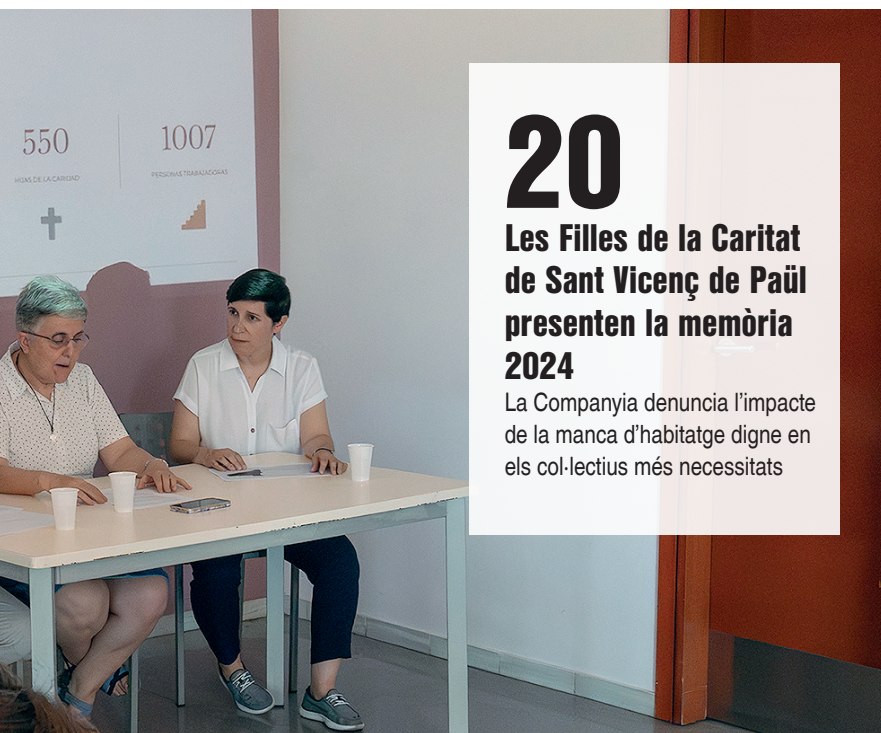 550
1007
HIJAS DE LA CARIDAD
PERSONAS TRABAJADORAS
20
Les Filles de la Caritat
de Sant Vicenç de Paül
presenten la memòria
2024
La Companyia denuncia l'impacte
de la manca d'habitatge digne en
els col·lectius més necessitats